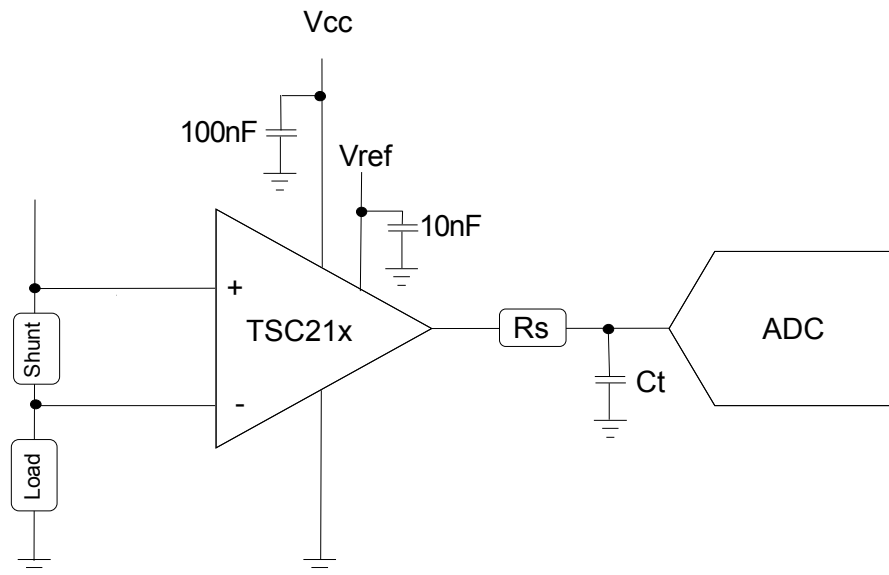 Vcc
100nF
Vref
10nF
+
TSC21x
-
Shunt
Load
Rs
Ct
ADC